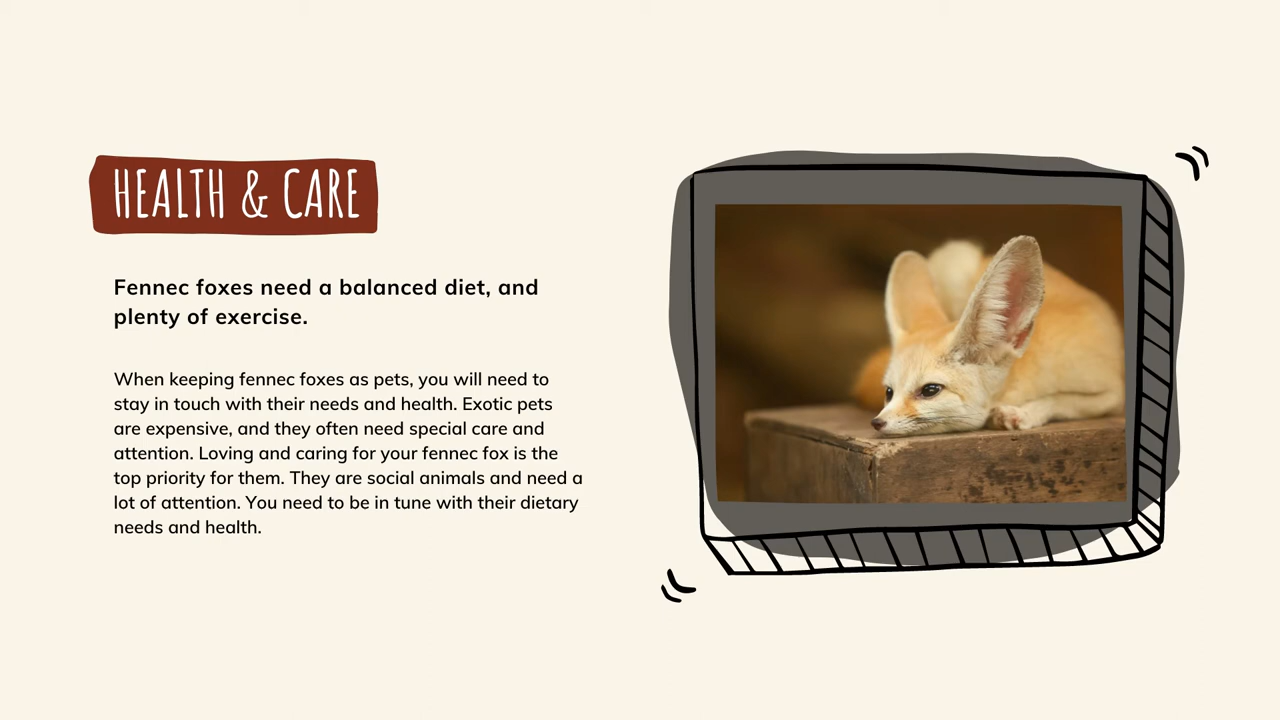 HEALTH & CARE
Fennec foxes need a balanced diet, and
plenty of exercise.
When keeping fennec foxes as pets, you will need to
stay in touch with their needs and health. Exotic pets
are expensive, and they often need special care and
attention. Loving and caring for your fennec fox is the
top priority for them. They are social animals and need a
lot of attention. You need to be in tune with their dietary
needs and health.